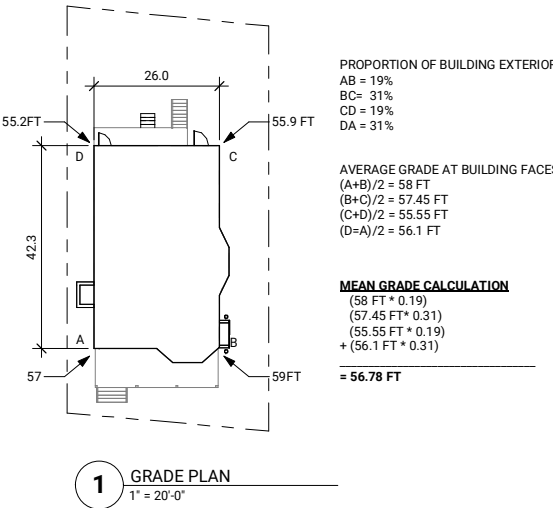 26.0
55.2FT
55.9 FT
D
C
42.3
A
B
57
59FT
PROPORTION OF BUILDING EXTERIOR
AB = 19%
BC= 31%
CD = 19%
DA = 31%
AVERAGE GRADE AT BUILDING FACES
(A+B)/2 = 58 FT
(B+C)/2 = 57.45 FT
(C+D)/2 = 55.55 FT
(D=A)/2 = 56.1 FT
MEAN GRADE CALCULATION
(58 FT * 0.19)
(57.45 FT* 0.31)
(55.55 FT * 0.19)
+ (56.1 FT * 0.31)
= 56.78 FT
1
GRADE PLAN
1" = 20'-0"